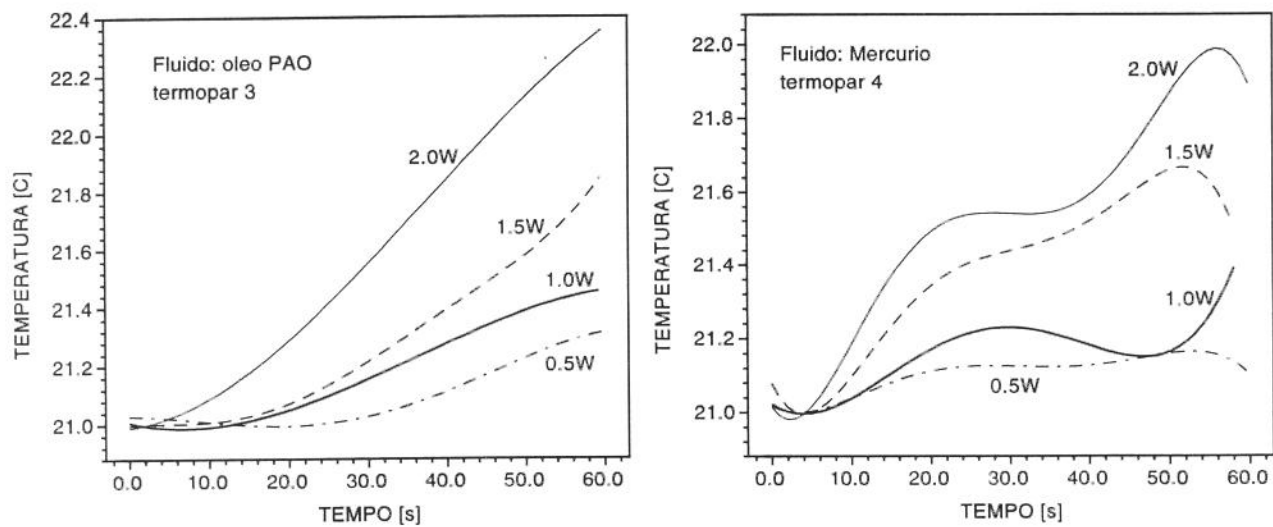 22.4
22.2
22.0
21.8
21.6
21.4
21.2
21.0
TEMPERATURA [C]
Fluido: oleo PAO
termopar 3
2.0W
1.5W
1.0W
0.5W
0.0 10.0 20.0 30.0 40.0 50.0 60.0
TEMPO [s]
22.0
21.8
21.6
21.4
21.2
21.0
TEMPERATURA [C]
Fluido: Mercurio
termopar 4
2.0W
1.5W
1.0W
0.5W
0.0 10.0 20.0 30.0 40.0 50.0 60.0
TEMPO [s]